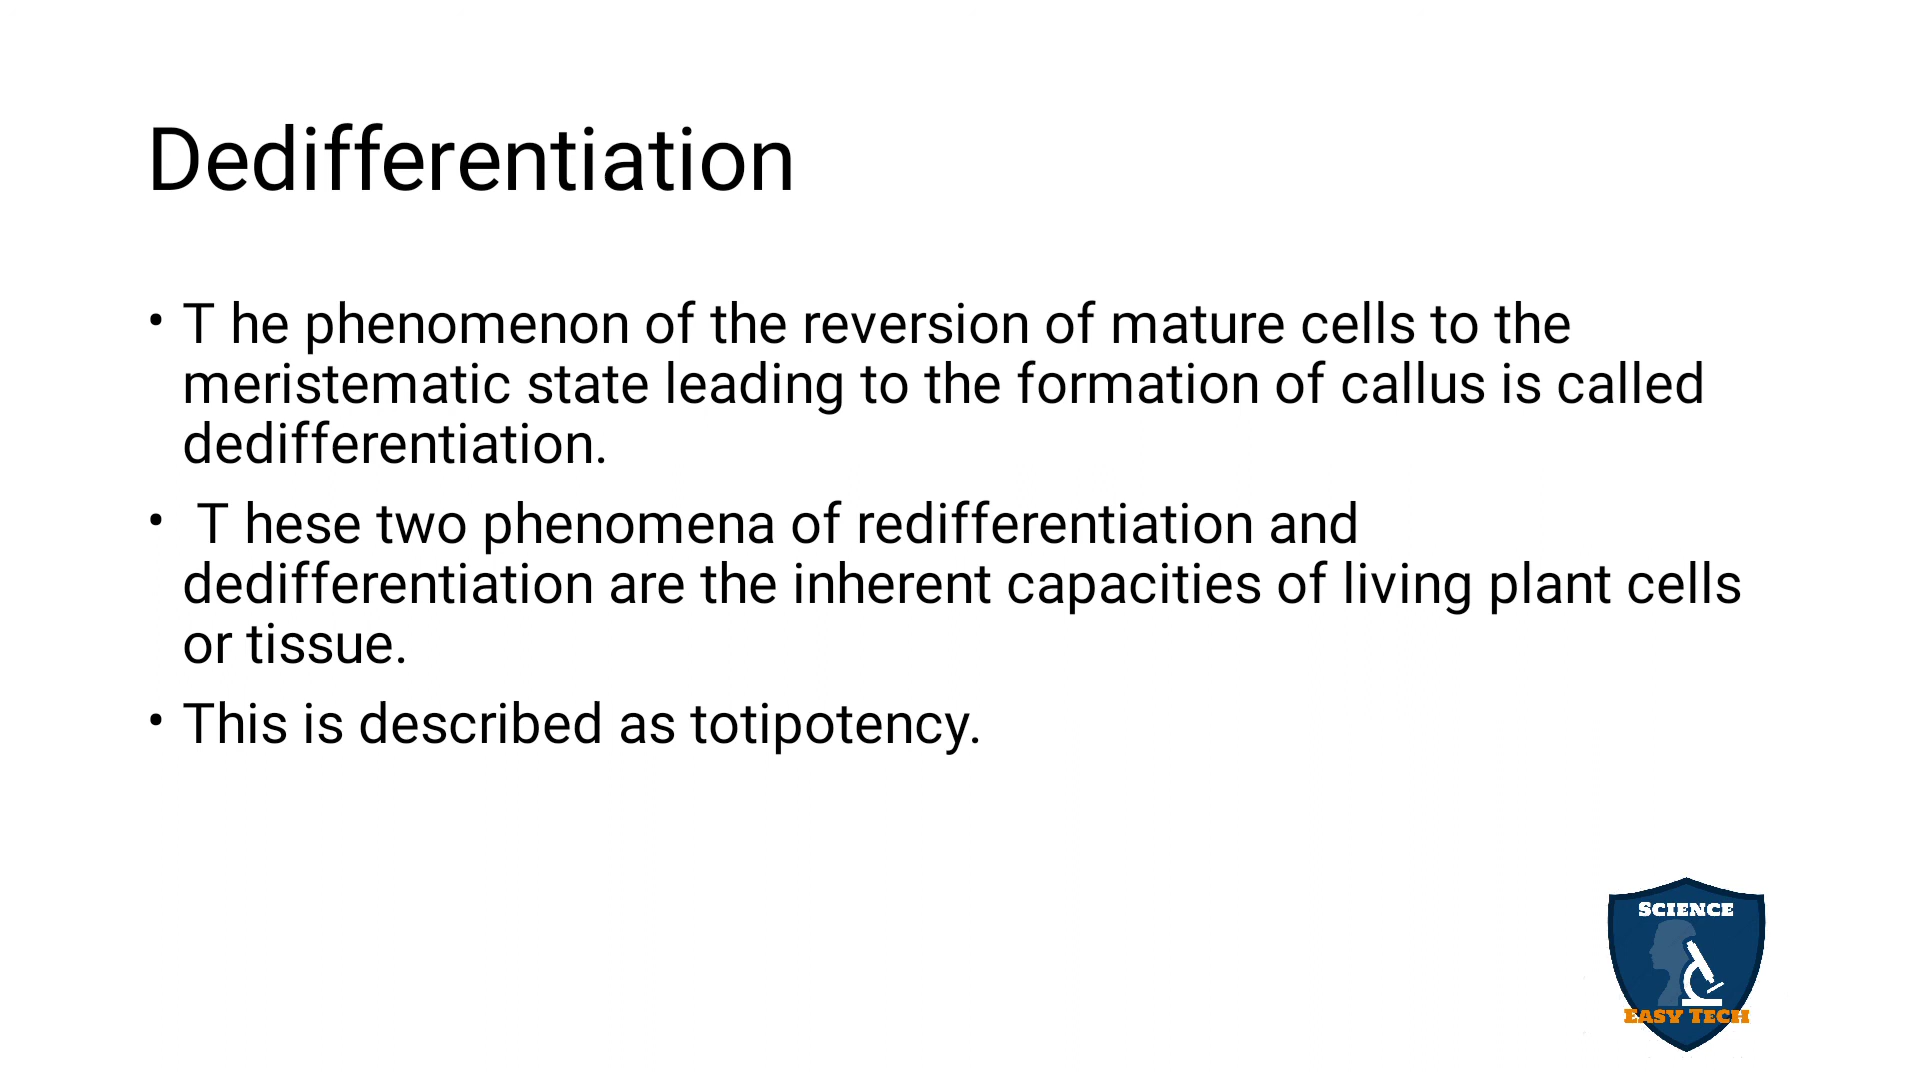 Dedifferentiation
• T he phenomenon of the reversion of mature cells to the
meristematic state leading to the formation of callus is called
dedifferentiation.
• T hese two phenomena of redifferentiation and
dedifferentiation are the inherent capacities of living plant cells
or tissue.
• This is described as totipotency.
SCIENCE
EASY TECH